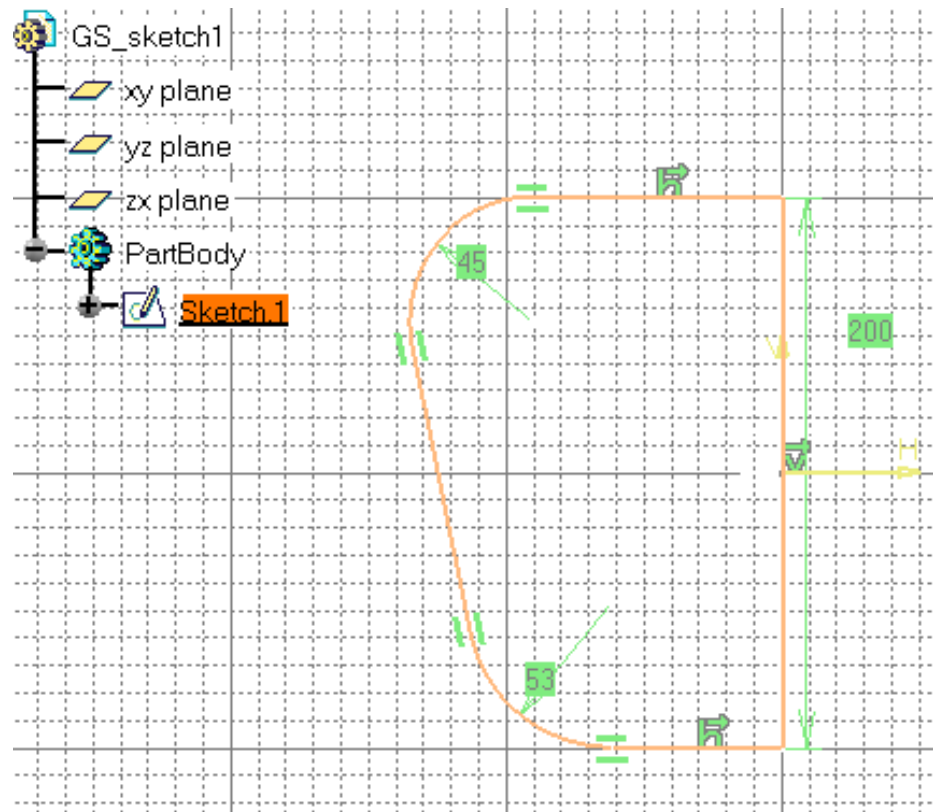 GS_sketch1
xy plane
yz plane
zx plane
PartBody
Sketch.1
45
200
H
53